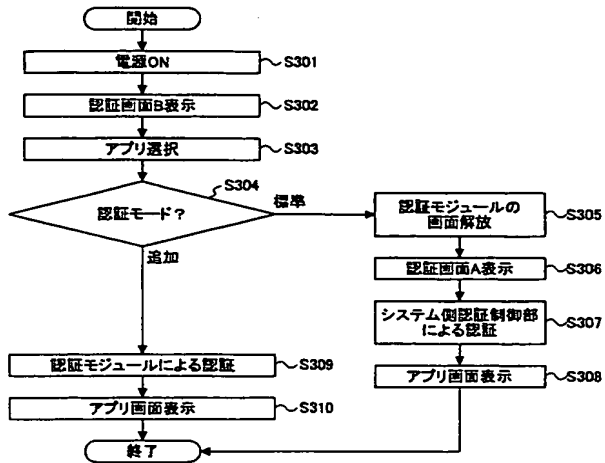 開始
電源ON
S301
認証画面B表示
S302
アプリ選択
S303
S304
認証モード?
標準
追加
認証モジュールの
画面解放
S305
認証画面A表示
S306
システム側認証制御部
による認証
S307
アプリ画面表示
S308
認証モジュールによる認証
S309
アプリ画面表示
S310
終了